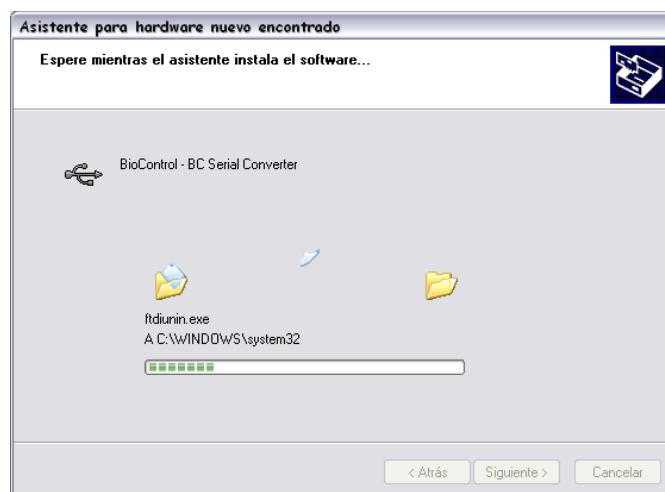 Asistente para hardware nuevo encontrado
Espere mientras el asistente instala el software...
BioControl - BC Serial Converter
ftdiunin.exe
A C:\WINDOWS\system32
< Atrás Siguiente > Cancelar